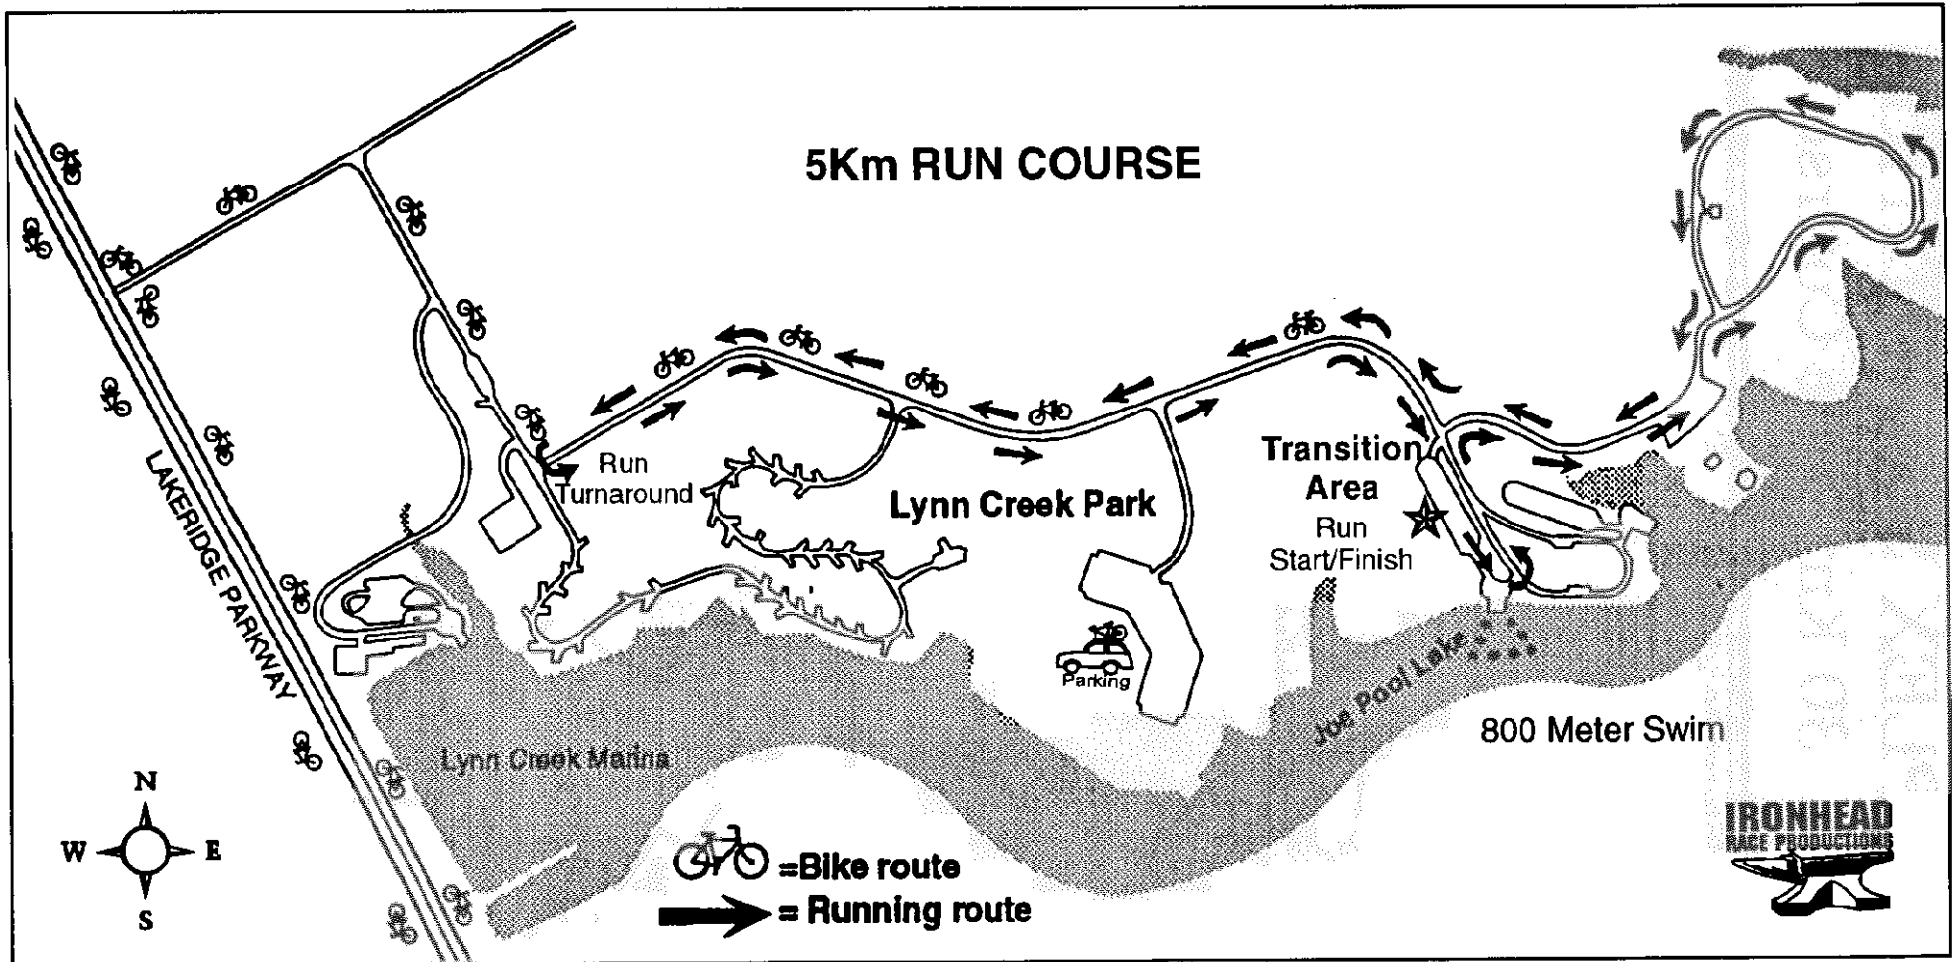 5Km RUN COURSE
Transition
Area
Run
Start/Finish
Run
Turnaround
Lynn Creek Park
LAKERIDGE PARKWAY
Parking
Joe Pool Lake
800 Meter Swim
Lynn Creek Marina
N
W
E
S
=Bike route
= Running route
IRONHEAD
RACE PRODUCTIONS